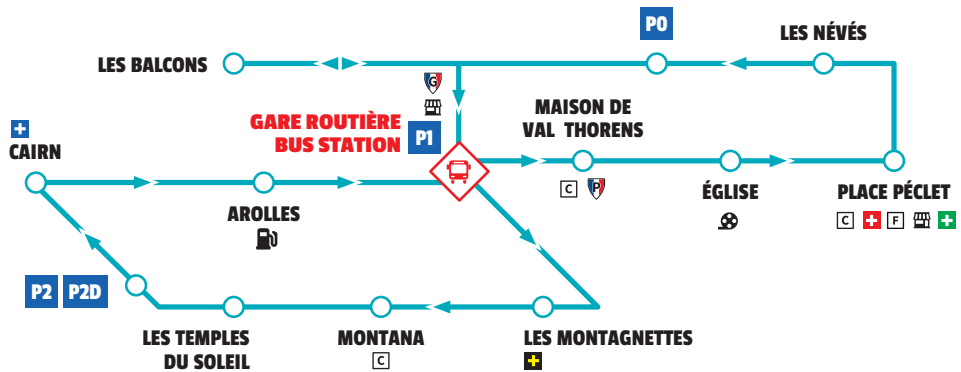 P0
LES NÉVÉS
LES BALCONS
G
MAISON DE
VAL THORENS
GARE ROUTIÈRE
BUS STATION
P1
CAIRN
C
P
ÉGLISE
PLACE PÉCLET
C
F
AROLLES
P2
P2D
LES TEMPLES
DU SOLEIL
MONTANA
C
LES MONTAGNETTES